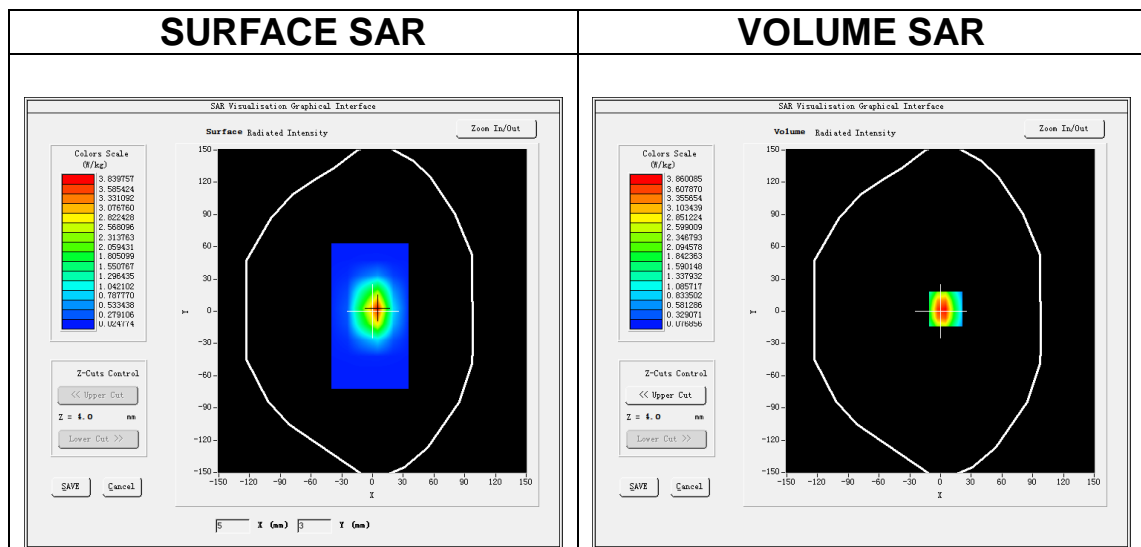 SURFACE SAR
VOLUME SAR
SAR Visualisation Graphical Interface
Surface Radiated Intensity
Zoom In/Out
Colors Scale
(W/kg)
3.839757
3.585424
3.331092
3.076760
2.822428
2.568096
2.313763
2.059431
1.805099
1.550767
1.296435
1.042102
0.787770
0.533438
0.279106
0.024774
Z-Cuts Control
<< Upper Cut
Z = 4.0 mm
Lower Cut >>
SAVE Cancel
150
120
90
60
30
0
-30
-60
-90
-120
-150
Y
-150 -120 -90 -60 -30 0 30 60 90 120 150
X
5 X (mm) 3 Y (mm)
SAR Visualisation Graphical Interface
Volume Radiated Intensity
Zoom In/Out
Colors Scale
(W/kg)
3.860085
3.607870
3.355654
3.103439
2.851224
2.599009
2.346793
2.094578
1.842363
1.590148
1.337932
1.085717
0.833502
0.581286
0.329071
0.076856
Z-Cuts Control
<< Upper Cut
Z = 4.0 mm
Lower Cut >>
SAVE Cancel
150
120
90
60
30
0
-30
-60
-90
-120
-150
Y
-150 -120 -90 -60 -30 0 30 60 90 120 150
X